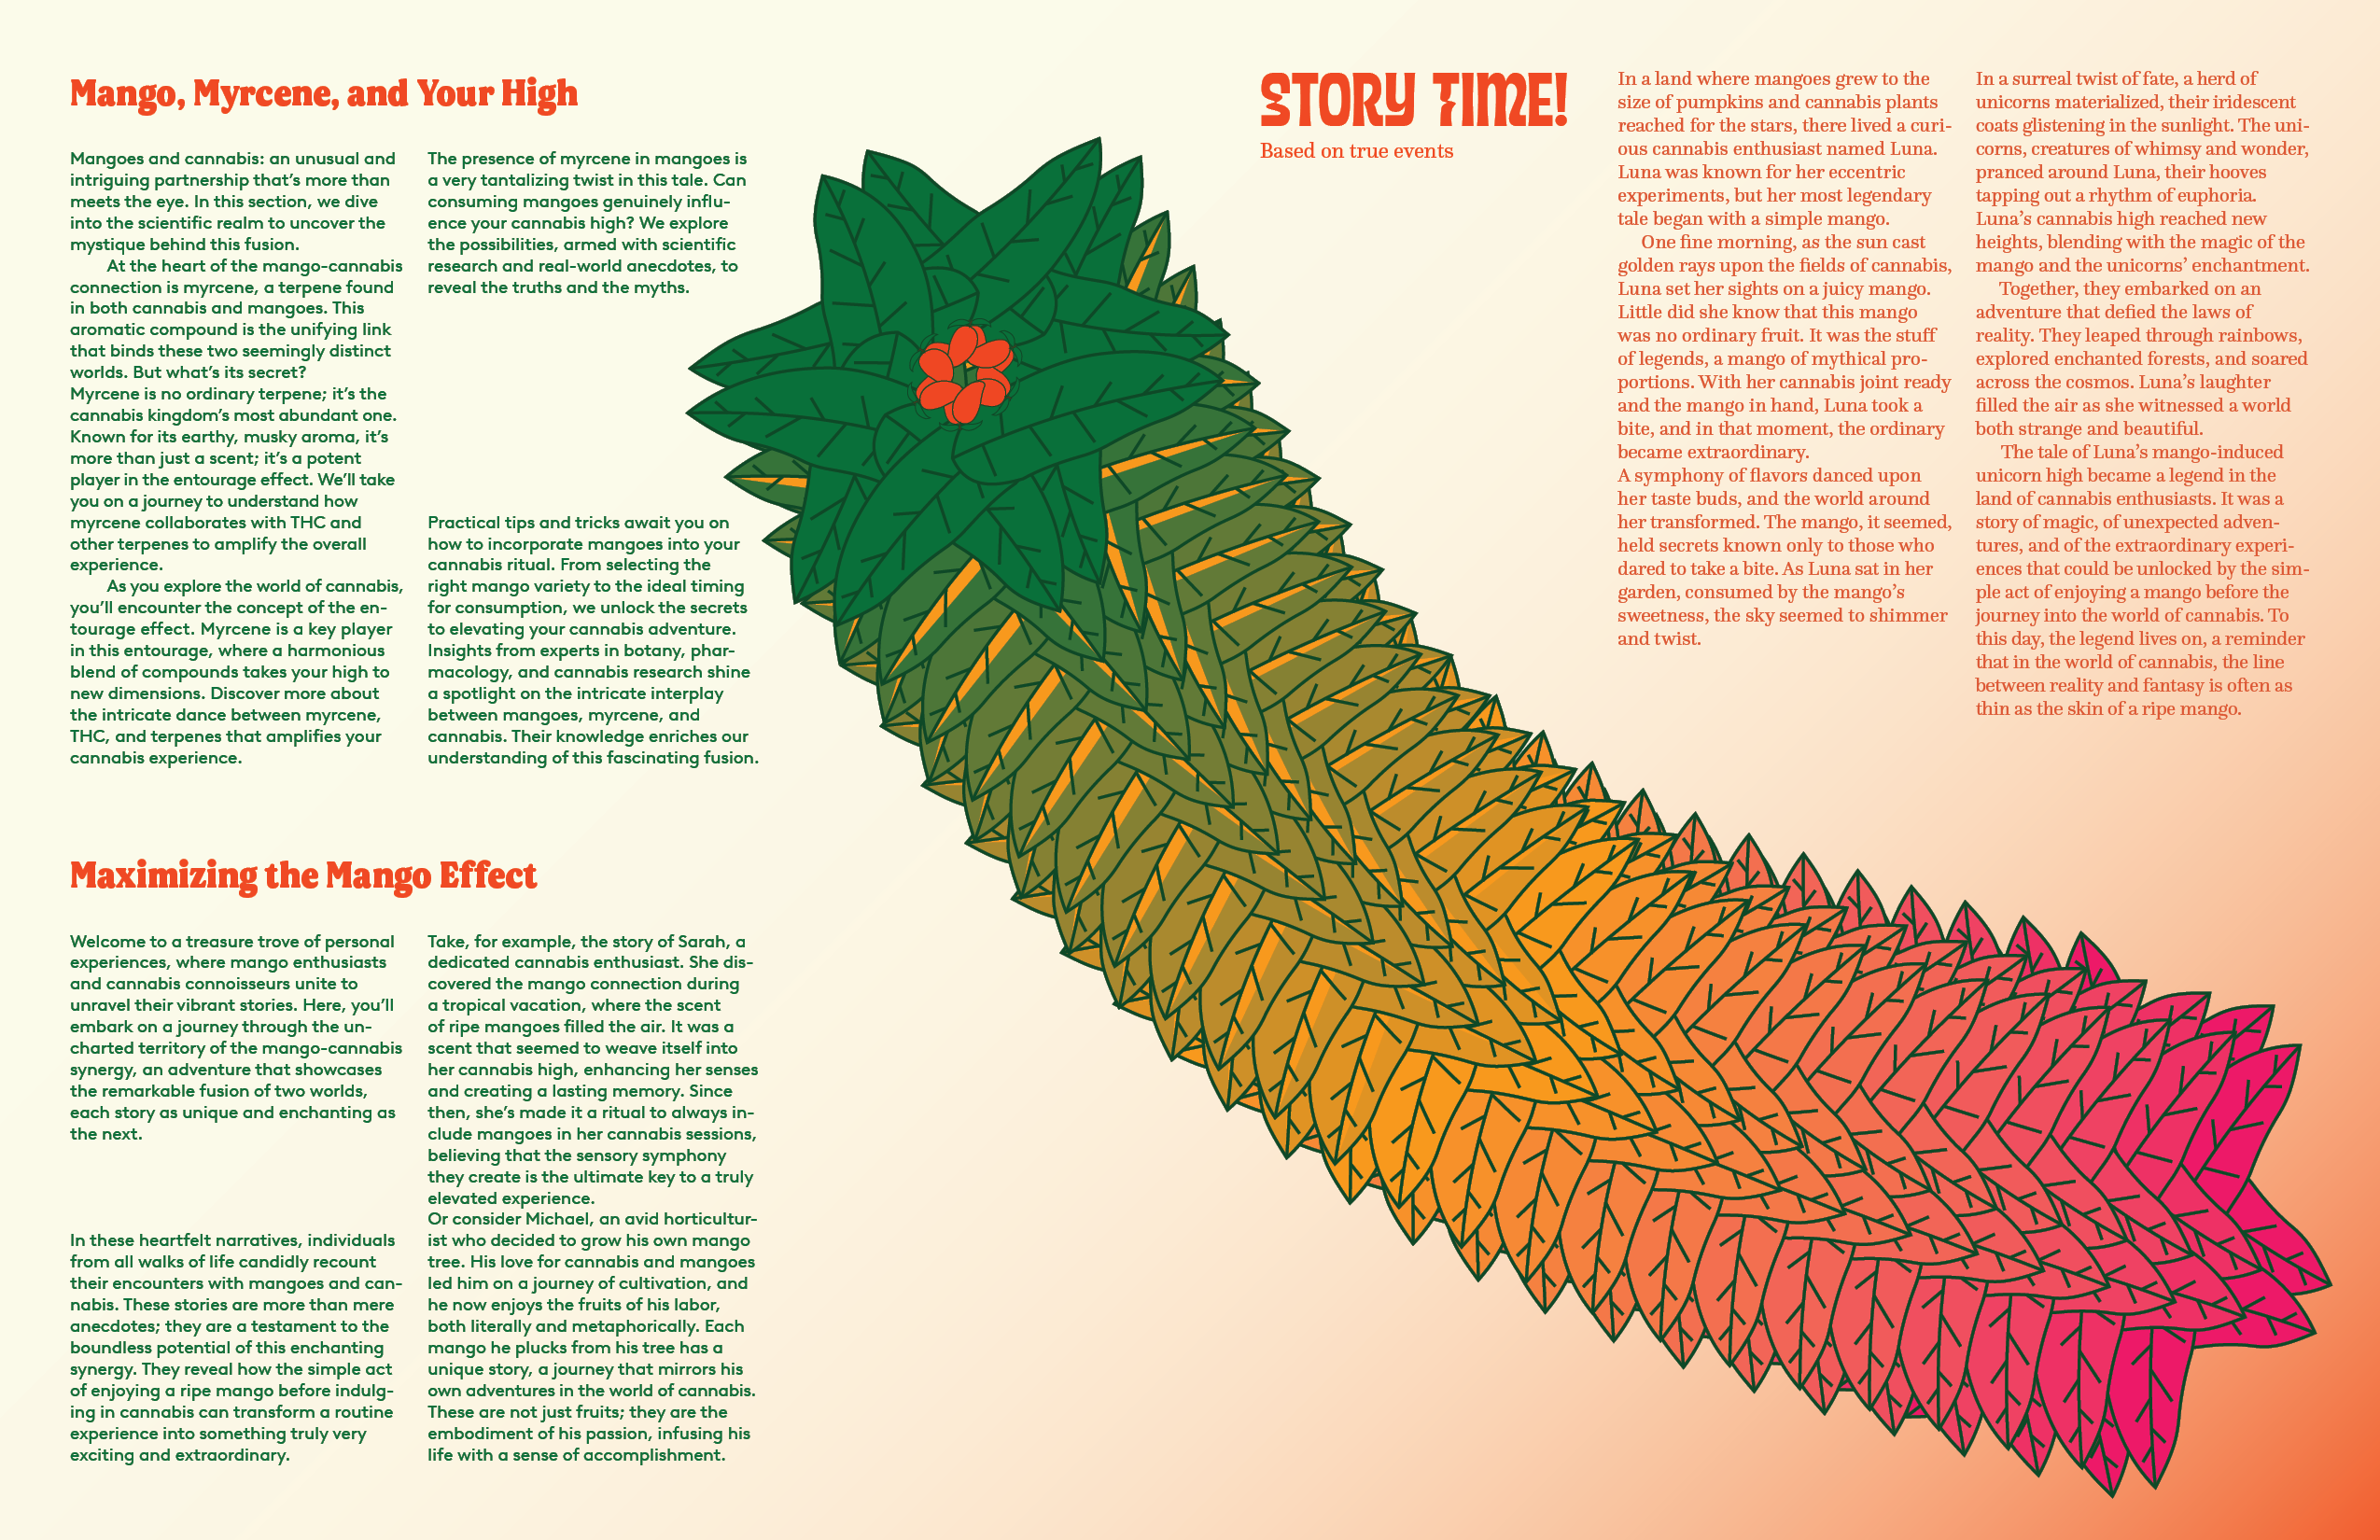 Mango, Myrcene, and Your High
Mangoes and cannabis: an unusual and
intriguing partnership that's more than
meets the eye. In this section, we dive
into the scientific realm to uncover the
mystique behind this fusion.
At the heart of the mango-cannabis
connection is myrcene, a terpene found
in both cannabis and mangoes. This
aromatic compound is the unifying link
that binds these two seemingly distinct
worlds. But what's its secret?
Myrcene is no ordinary terpene; it's the
cannabis kingdom's most abundant one.
Known for its earthy, musky aroma, it's
more than just a scent; it's a potent
player in the entourage effect. We'll take
you on a journey to understand how
myrcene collaborates with THC and
other terpenes to amplify the overall
experience.
As you explore the world of cannabis,
you'll encounter the concept of the en-
tourage effect. Myrcene is a key player
in this entourage, where a harmonious
blend of compounds takes your high to
new dimensions. Discover more about
the intricate dance between myrcene,
THC, and terpenes that amplifies your
cannabis experience.
The presence of myrcene in mangoes is
a very tantalizing twist in this tale. Can
consuming mangoes genuinely influ-
ence your cannabis high? We explore
the possibilities, armed with scientific
research and real-world anecdotes, to
reveal the truths and the myths.
Practical tips and tricks await you on
how to incorporate mangoes into your
cannabis ritual. From selecting the
right mango variety to the ideal timing
for consumption, we unlock the secrets
to elevating your cannabis adventure.
Insights from experts in botany, phar-
macology, and cannabis research shine
a spotlight on the intricate interplay
between mangoes, myrcene, and
cannabis. Their knowledge enriches our
understanding of this fascinating fusion.
Maximizing the Mango Effect
Welcome to a treasure trove of personal
experiences, where mango enthusiasts
and cannabis connoisseurs unite to
unravel their vibrant stories. Here, you'll
embark on a journey through the un-
charted territory of the mango-cannabis
synergy, an adventure that showcases
the remarkable fusion of two worlds,
each story as unique and enchanting as
the next.
In these heartfelt narratives, individuals
from all walks of life candidly recount
their encounters with mangoes and can-
nabis. These stories are more than mere
anecdotes; they are a testament to the
boundless potential of this enchanting
synergy. They reveal how the simple act
of enjoying a ripe mango before indulg-
ing in cannabis can transform a routine
experience into something truly very
exciting and extraordinary.
Take, for example, the story of Sarah, a
dedicated cannabis enthusiast. She dis-
covered the mango connection during
a tropical vacation, where the scent
of ripe mangoes filled the air. It was a
scent that seemed to weave itself into
her cannabis high, enhancing her senses
and creating a lasting memory. Since
then, she's made it a ritual to always in-
clude mangoes in her cannabis sessions,
believing that the sensory symphony
they create is the ultimate key to a truly
elevated experience.
Or consider Michael, an avid horticultur-
ist who decided to grow his own mango
tree. His love for cannabis and mangoes
led him on a journey of cultivation, and
he now enjoys the fruits of his labor,
both literally and metaphorically. Each
mango he plucks from his tree has a
unique story, a journey that mirrors his
own adventures in the world of cannabis.
These are not just fruits; they are the
embodiment of his passion, infusing his
life with a sense of accomplishment.
STORY TIME!
Based on true events
In a land where mangoes grew to the
size of pumpkins and cannabis plants
reached for the stars, there lived a curi-
ous cannabis enthusiast named Luna.
Luna was known for her eccentric
experiments, but her most legendary
tale began with a simple mango.
One fine morning, as the sun cast
golden rays upon the fields of cannabis,
Luna set her sights on a juicy mango.
Little did she know that this mango
was no ordinary fruit. It was the stuff
of legends, a mango of mythical pro-
portions. With her cannabis joint ready
and the mango in hand, Luna took a
bite, and in that moment, the ordinary
became extraordinary.
A symphony of flavors danced upon
her taste buds, and the world around
her transformed. The mango, it seemed,
held secrets known only to those who
dared to take a bite. As Luna sat in her
garden, consumed by the mango's
sweetness, the sky seemed to shimmer
and twist.
In a surreal twist of fate, a herd of
unicorns materialized, their iridescent
coats glistening in the sunlight. The uni-
corns, creatures of whimsy and wonder,
pranced around Luna, their hooves
tapping out a rhythm of euphoria.
Luna's cannabis high reached new
heights, blending with the magic of the
mango and the unicorns' enchantment.
Together, they embarked on an
adventure that defied the laws of
reality. They leaped through rainbows,
explored enchanted forests, and soared
across the cosmos. Luna's laughter
filled the air as she witnessed a world
both strange and beautiful.
The tale of Luna's mango-induced
unicorn high became a legend in the
land of cannabis enthusiasts. It was a
story of magic, of unexpected adven-
tures, and of the extraordinary experi-
ences that could be unlocked by the sim-
ple act of enjoying a mango before the
journey into the world of cannabis. To
this day, the legend lives on, a reminder
that in the world of cannabis, the line
between reality and fantasy is often as
thin as the skin of a ripe mango.